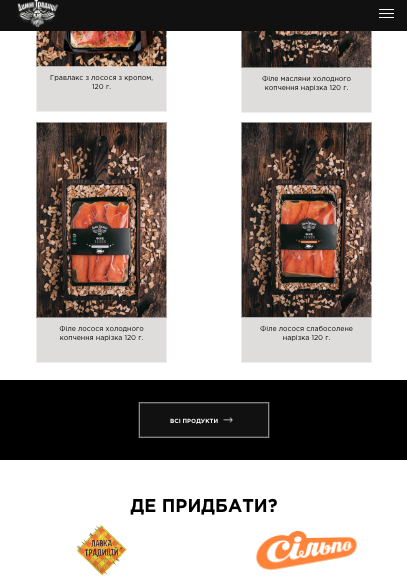 Гравлакс з лосося з кропом,
120 г.
Філе масляни холодного
копчення нарізка 120 г.
Філе лосося холодного
копчення нарізка 120 г.
Філе лосося слабосолене
нарізка 120 г.
ВСІ ПРОДУКТИ →
ДЕ ПРИДБАТИ?
ЛАВКА
ТРАДИЦІЙ
Сільпо